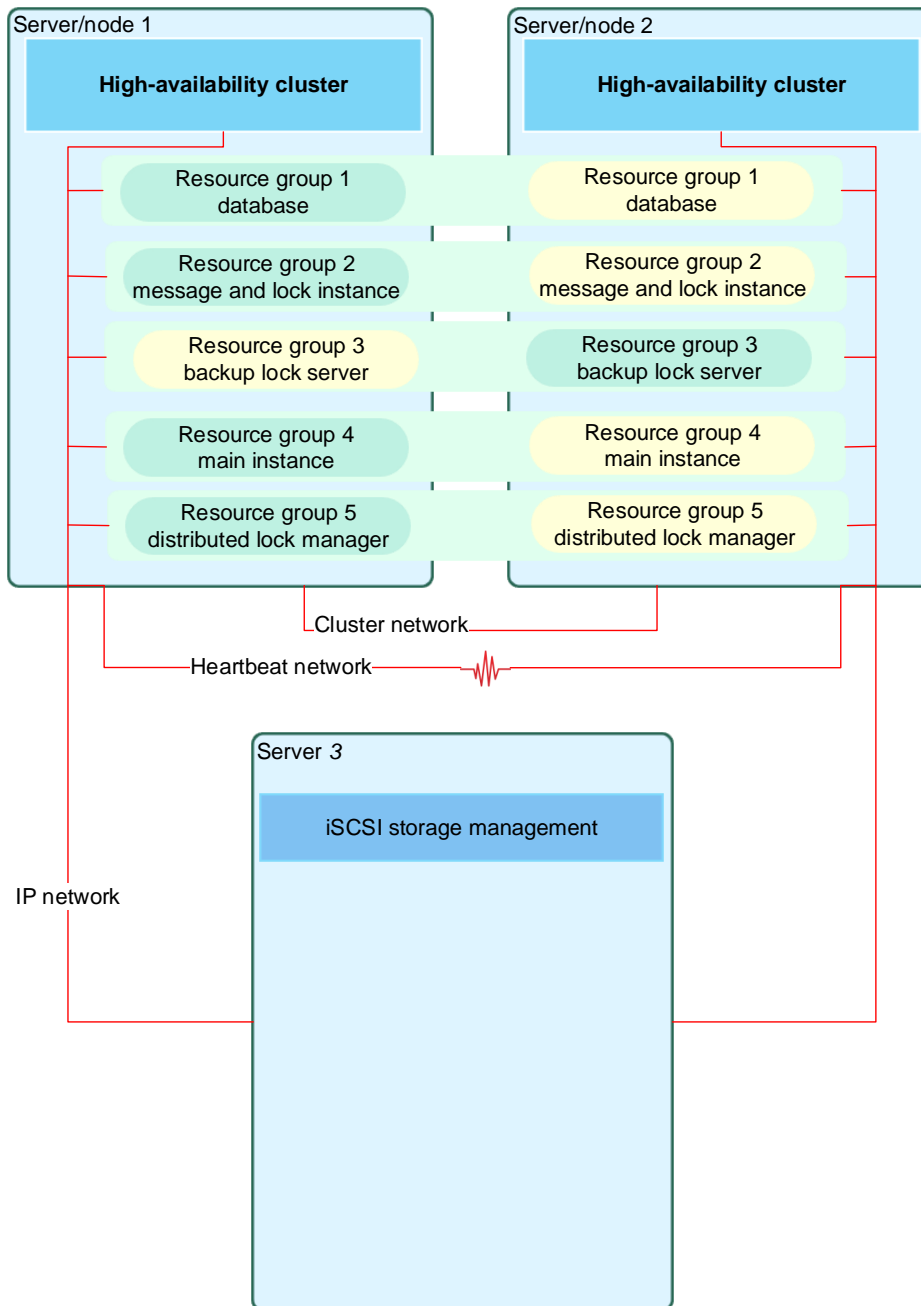 Server/node 1
High-availability cluster
Resource group 1
database
Resource group 2
message and lock instance
Resource group 3
backup lock server
Resource group 4
main instance
Resource group 5
distributed lock manager
Server/node 2
High-availability cluster
Resource group 1
database
Resource group 2
message and lock instance
Resource group 3
backup lock server
Resource group 4
main instance
Resource group 5
distributed lock manager
Cluster network
Heartbeat network
Server 3
iSCSI storage management
IP network